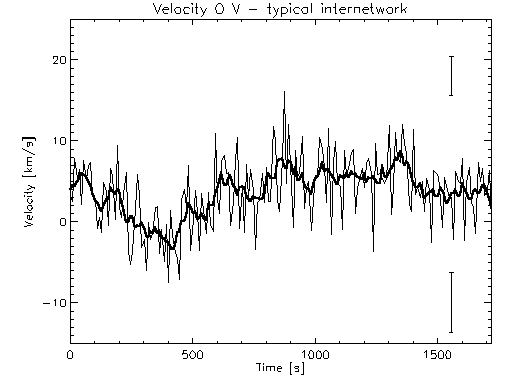 Velocity O V – typical internetwork
20
10
0
−10
Velocity [km/s]
0 500 1000 1500
Time [s]